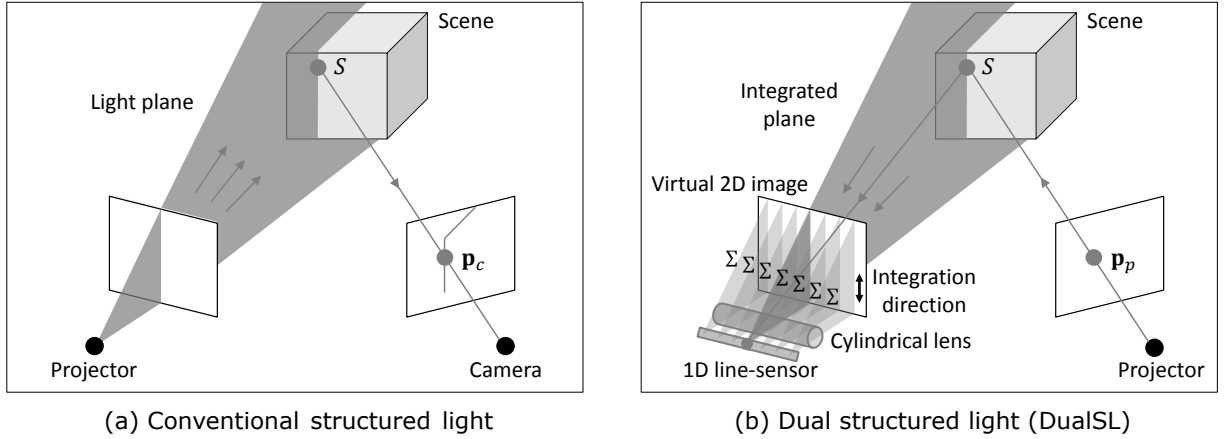 Scene
S
Light plane
p_c
Projector
Camera
(a) Conventional structured light
Scene
S
Integrated
plane
Virtual 2D image
Σ Σ Σ Σ Σ Σ Σ
p_p
Integration
direction
Cylindrical lens
1D line-sensor
Projector
(b) Dual structured light (DualSL)